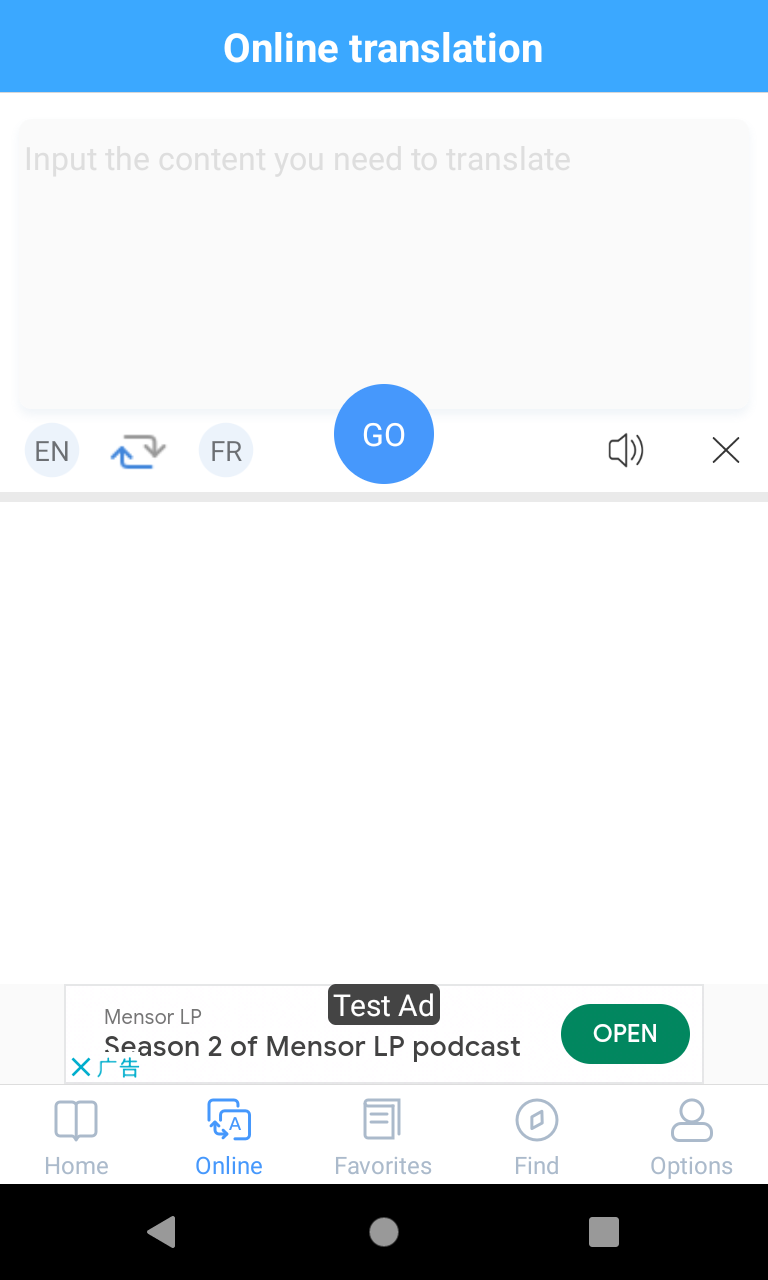 Online translation
Input the content you need to translate
EN
FR
GO
Test Ad
Mensor LP
Season 2 of Mensor LP podcast
OPEN
广告
A
Home
Online
Favorites
Find
Options